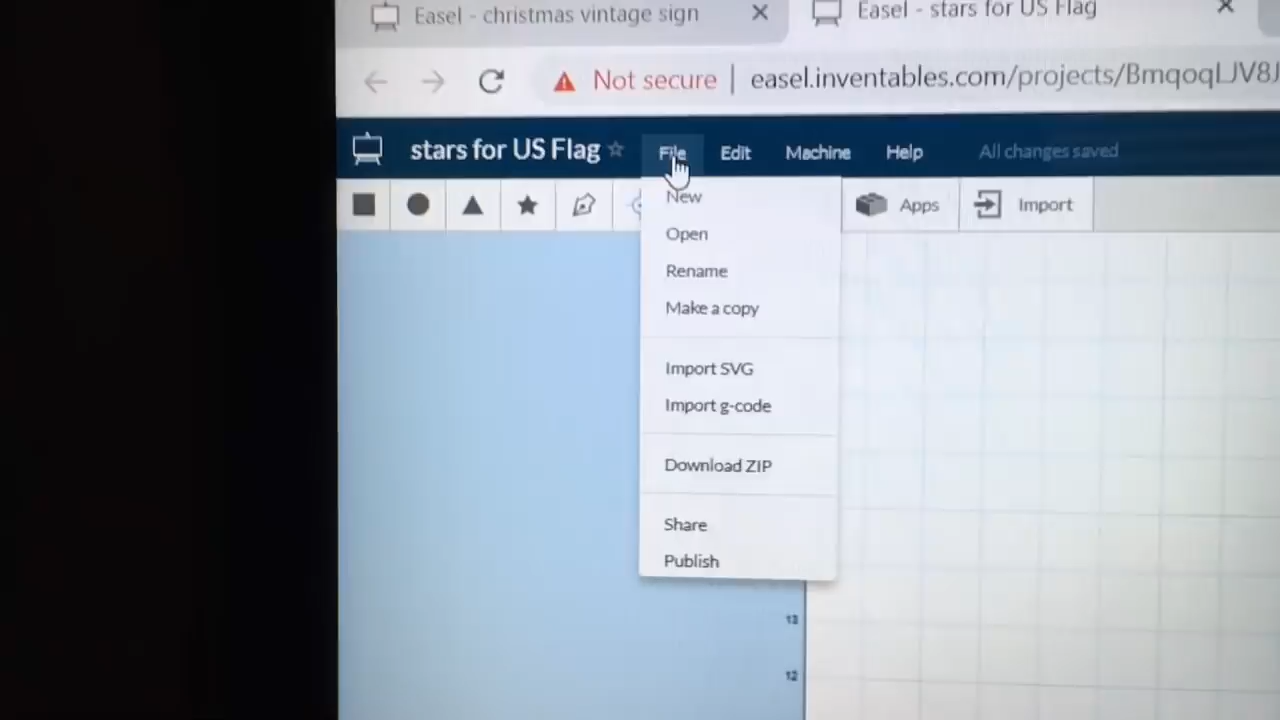 Easel - christmas vintage sign
Easel - stars for US Flag
Not secure | easel.inventables.com/projects/BmqoqLJV8J
stars for US Flag File Edit Machine Help All changes saved
Apps Import
New
Open
Rename
Make a copy
Import SVG
Import g-code
Download ZIP
Share
Publish
13
12